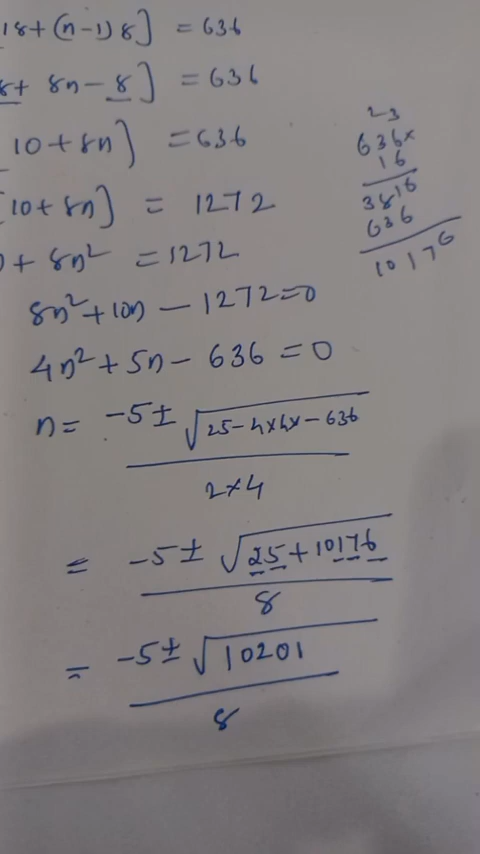 18 + (n-1) 8] = 636
8 + 8n - 8] = 636
10 + 8n] = 636
[10 + 8n] = 1272
0 + 8n² = 1272
8n² + 10n - 1272 = 0
4n² + 5n - 636 = 0
n = -5 ± √25 - 4×4× - 636
2×4
= -5 ± √25 + 10176
8
= -5 ± √10201
8
23
636×
16
3816
636
10176